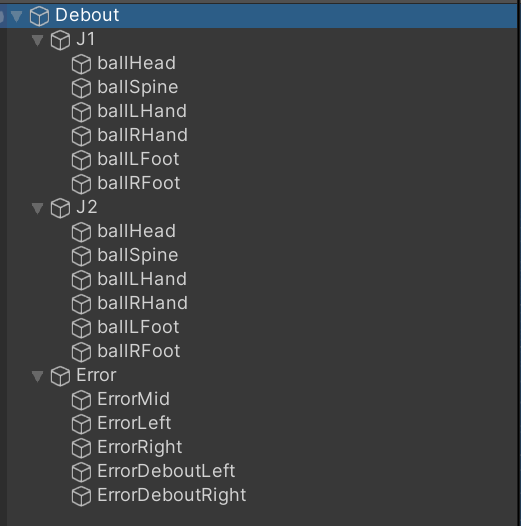 Debout
J1
ballHead
ballSpine
ballLHand
ballRHand
ballLFoot
ballRFoot
J2
ballHead
ballSpine
ballLHand
ballRHand
ballLFoot
ballRFoot
Error
ErrorMid
ErrorLeft
ErrorRight
ErrorDeboutLeft
ErrorDeboutRight